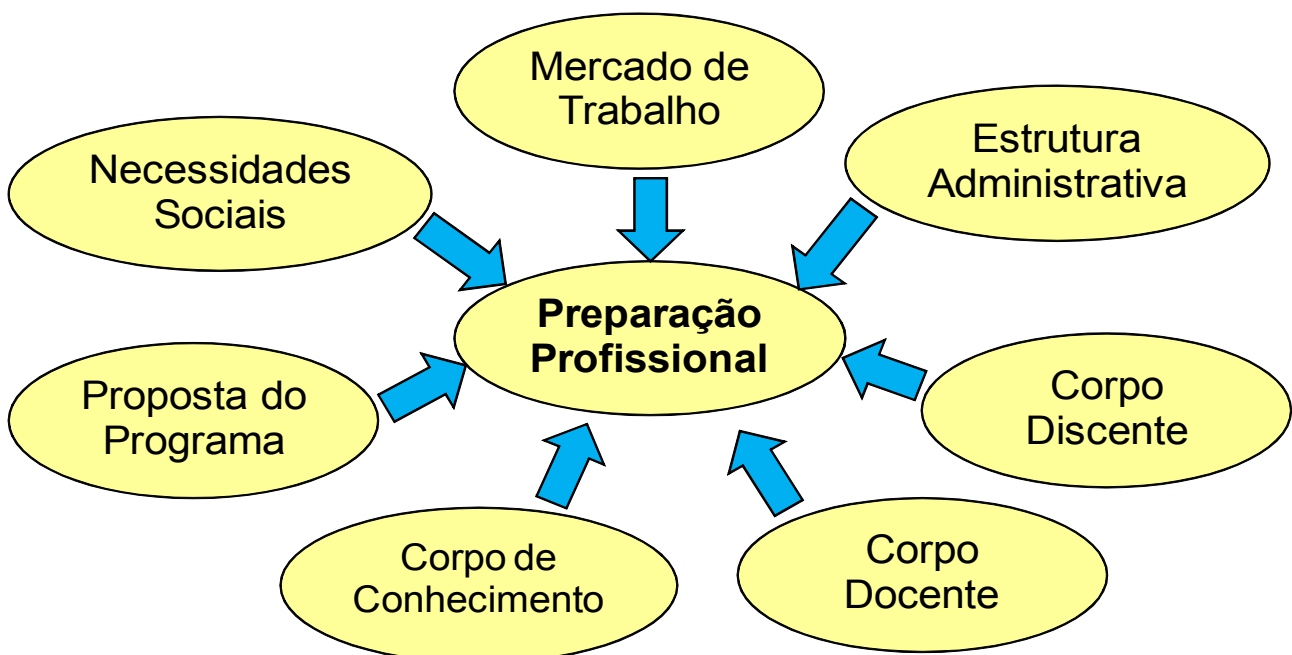 Mercado de
Trabalho
Estrutura
Administrativa
Necessidades
Sociais
Preparação
Profissional
Proposta do
Programa
Corpo
Discente
Corpo de
Conhecimento
Corpo
Docente